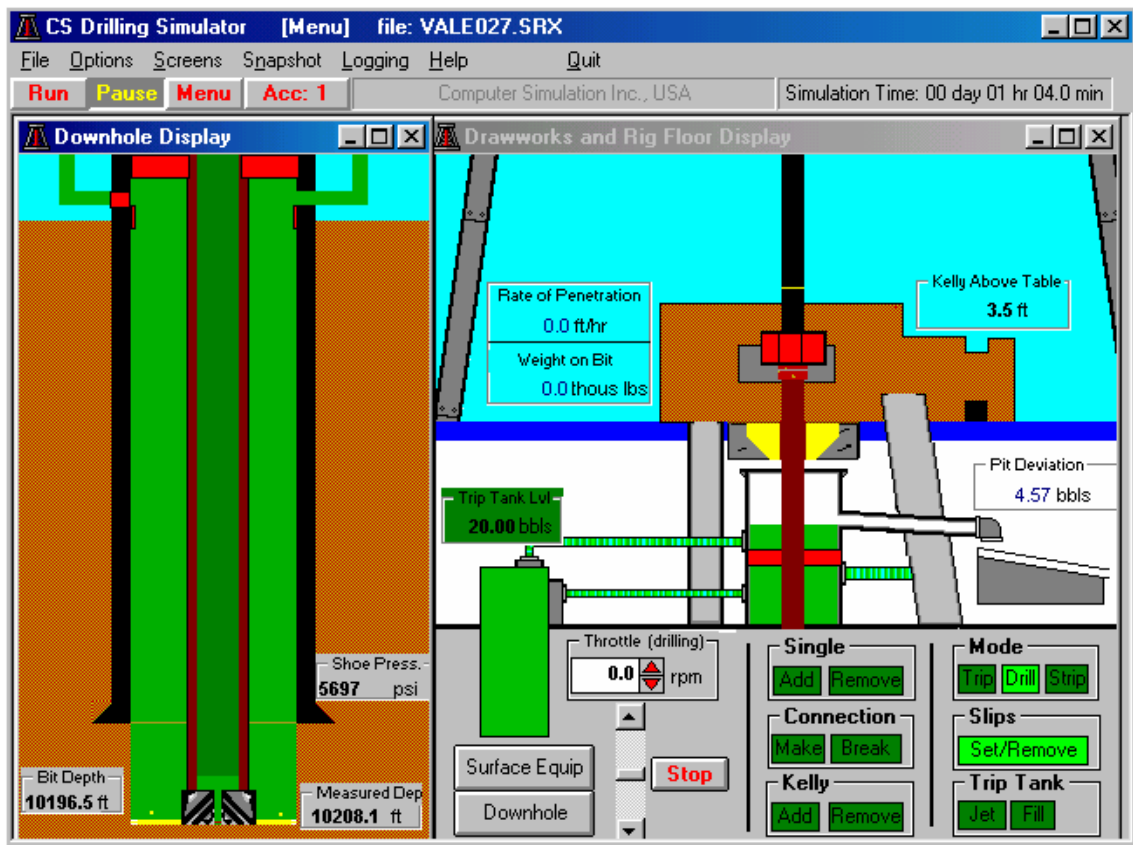 CS Drilling Simulator [Menu] file: VALE027.SRX
File Options Screens Snapshot Logging Help Quit
Run Pause Menu Acc: 1 Computer Simulation Inc., USA Simulation Time: 00 day 01 hr 04.0 min
Downhole Display
Shoe Press.
5697 psi
Bit Depth
10196.5 ft
Measured Dep
10208.1 ft
Drawworks and Rig Floor Display
Rate of Penetration
0.0 ft/hr
Weight on Bit
0.0 thous lbs
Kelly Above Table
3.5 ft
Pit Deviation
4.57 bbls
Trip Tank Lvl
20.00 bbls
Throttle (drilling)
0.0 rpm
Surface Equip
Downhole
Stop
Single
Add Remove
Connection
Make Break
Kelly
Add Remove
Mode
Trip Drill Strip
Slips
Set/Remove
Trip Tank
Jet Fill